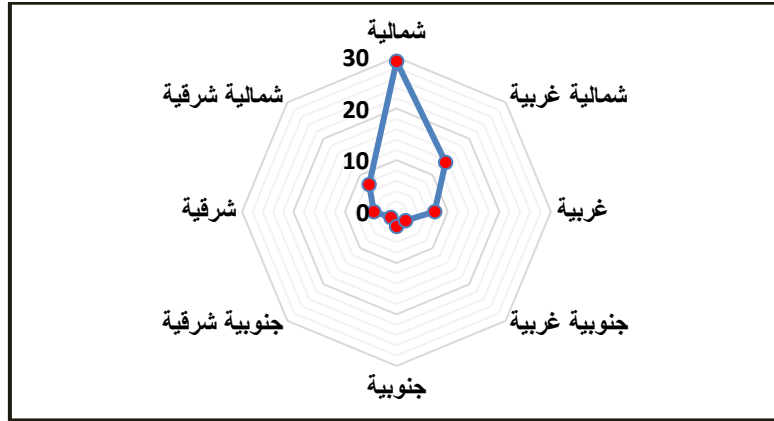 شمالية
30
شمالية غربية
شمالية شرقية
20
10
غربية
0
شرقية
جنوبية غربية
جنوبية شرقية
جنوبية